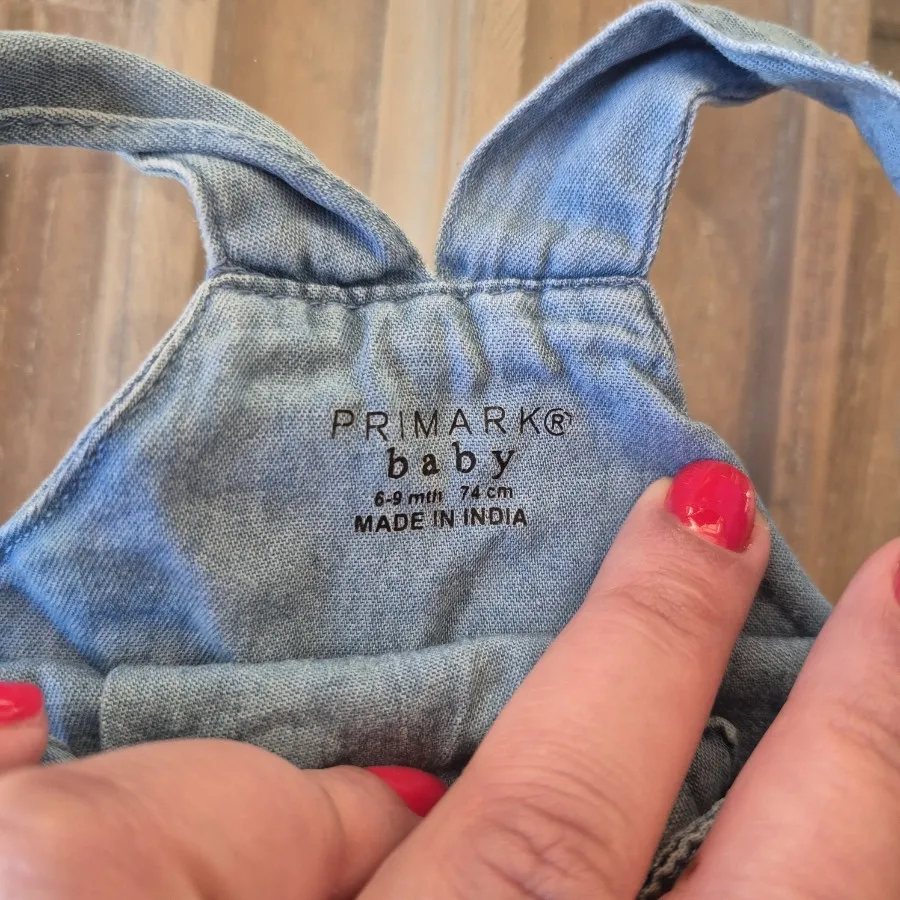 PRIMARK®
baby
6-9 mth 74 cm
MADE IN INDIA